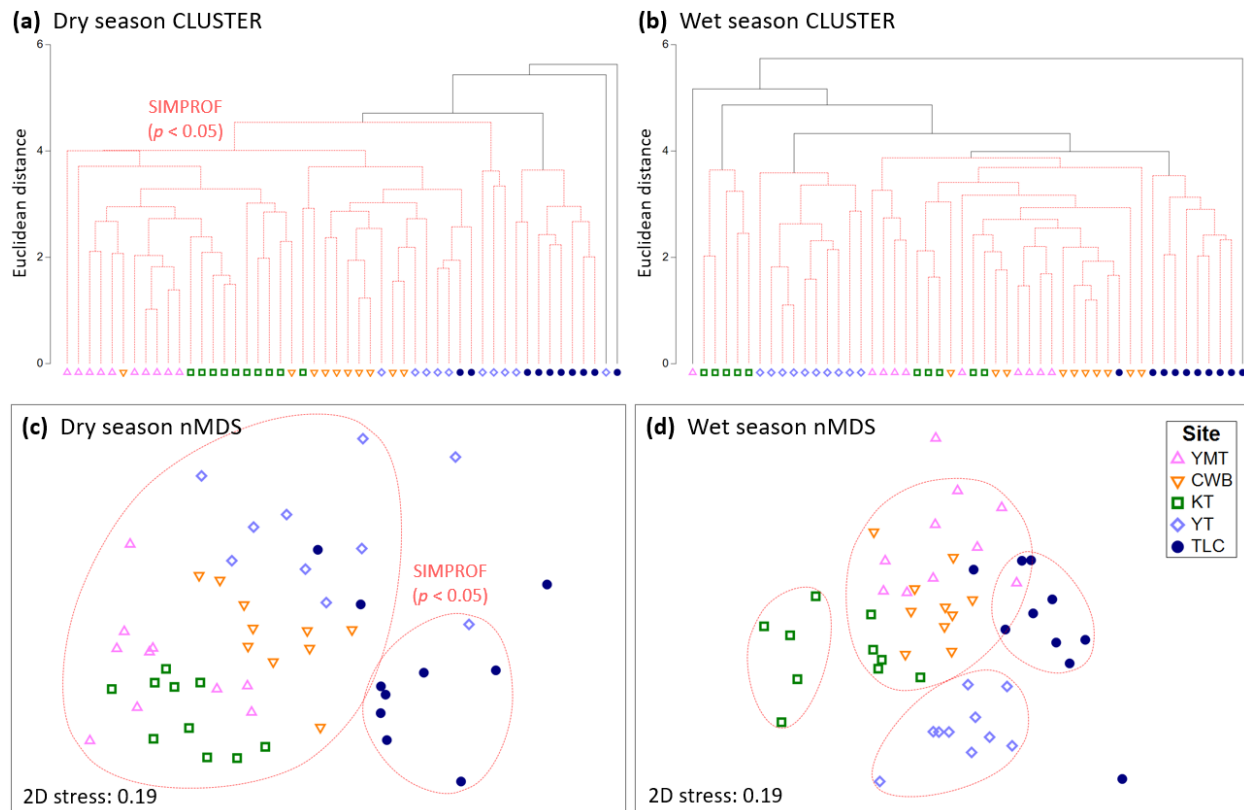 (a) Dry season CLUSTER
(b) Wet season CLUSTER
6
4
2
0
Euclidean distance
SIMPROF
(p < 0.05)
6
4
2
0
Euclidean distance
(c) Dry season nMDS
SIMPROF
(p < 0.05)
2D stress: 0.19
(d) Wet season nMDS
Site
YMT
CWB
KT
YT
TLC
2D stress: 0.19